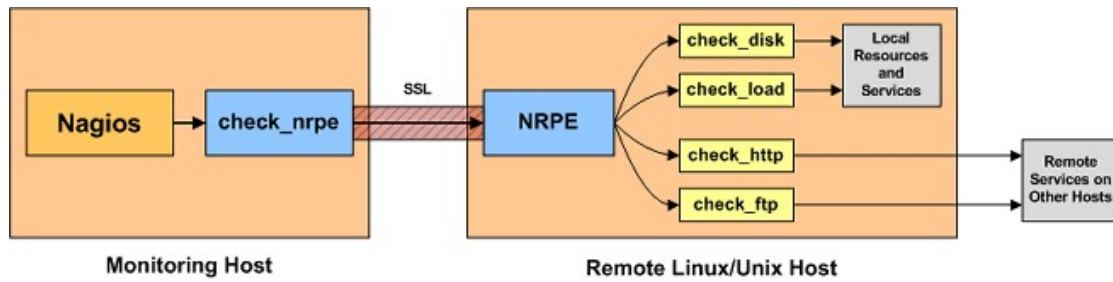 Nagios
check_nrpe
SSL
NRPE
check_disk
check_load
check_http
check_ftp
Local
Resources
and
Services
Remote
Services on
Other Hosts
Monitoring Host
Remote Linux/Unix Host